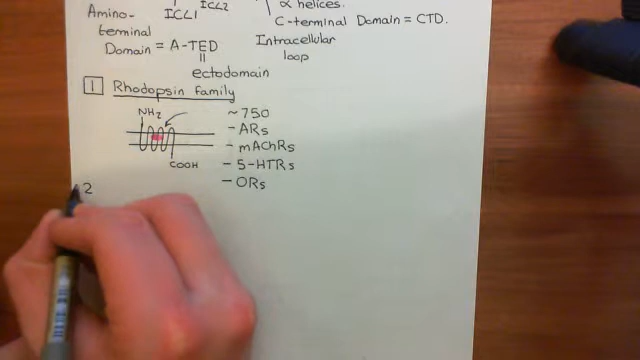 ICL1
ICL2
α helices.
Amino-
terminal
Domain = A-TED
=
ectodomain
C-terminal Domain = CTD.
Intracellular
loop
1 Rhodopsin family
NH2
COOH
~750
- ARs
- mAChRs
- 5-HTRs
- ORs
2